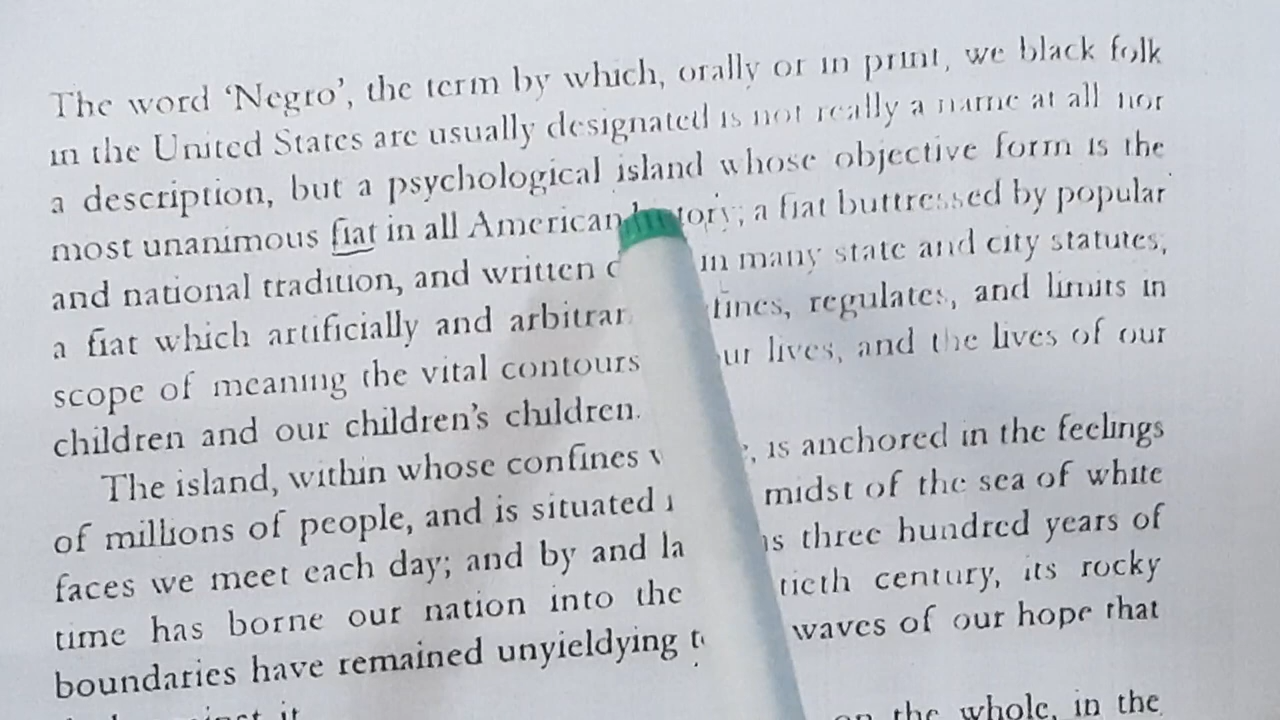 The word ‘Negro’, the term by which, orally or in print, we black folk
in the United States are usually designated is not really a name at all nor
a description, but a psychological island whose objective form is the
most unanimous fiat in all American history; a fiat buttressed by popular
and national tradition, and written in many state and city statutes;
a fiat which artificially and regulates, and limits in
scope of meaning the vital contours lives, and the lives of our
children and our children’s children.
The island, within whose confines is anchored in the feelings
of millions of people, and is situated midst of the sea of white
faces we meet each day; and by and three hundred years of
time has borne our nation into the century, its rocky
boundaries have remained unyieldying waves of our hope that
it
the whole, in the